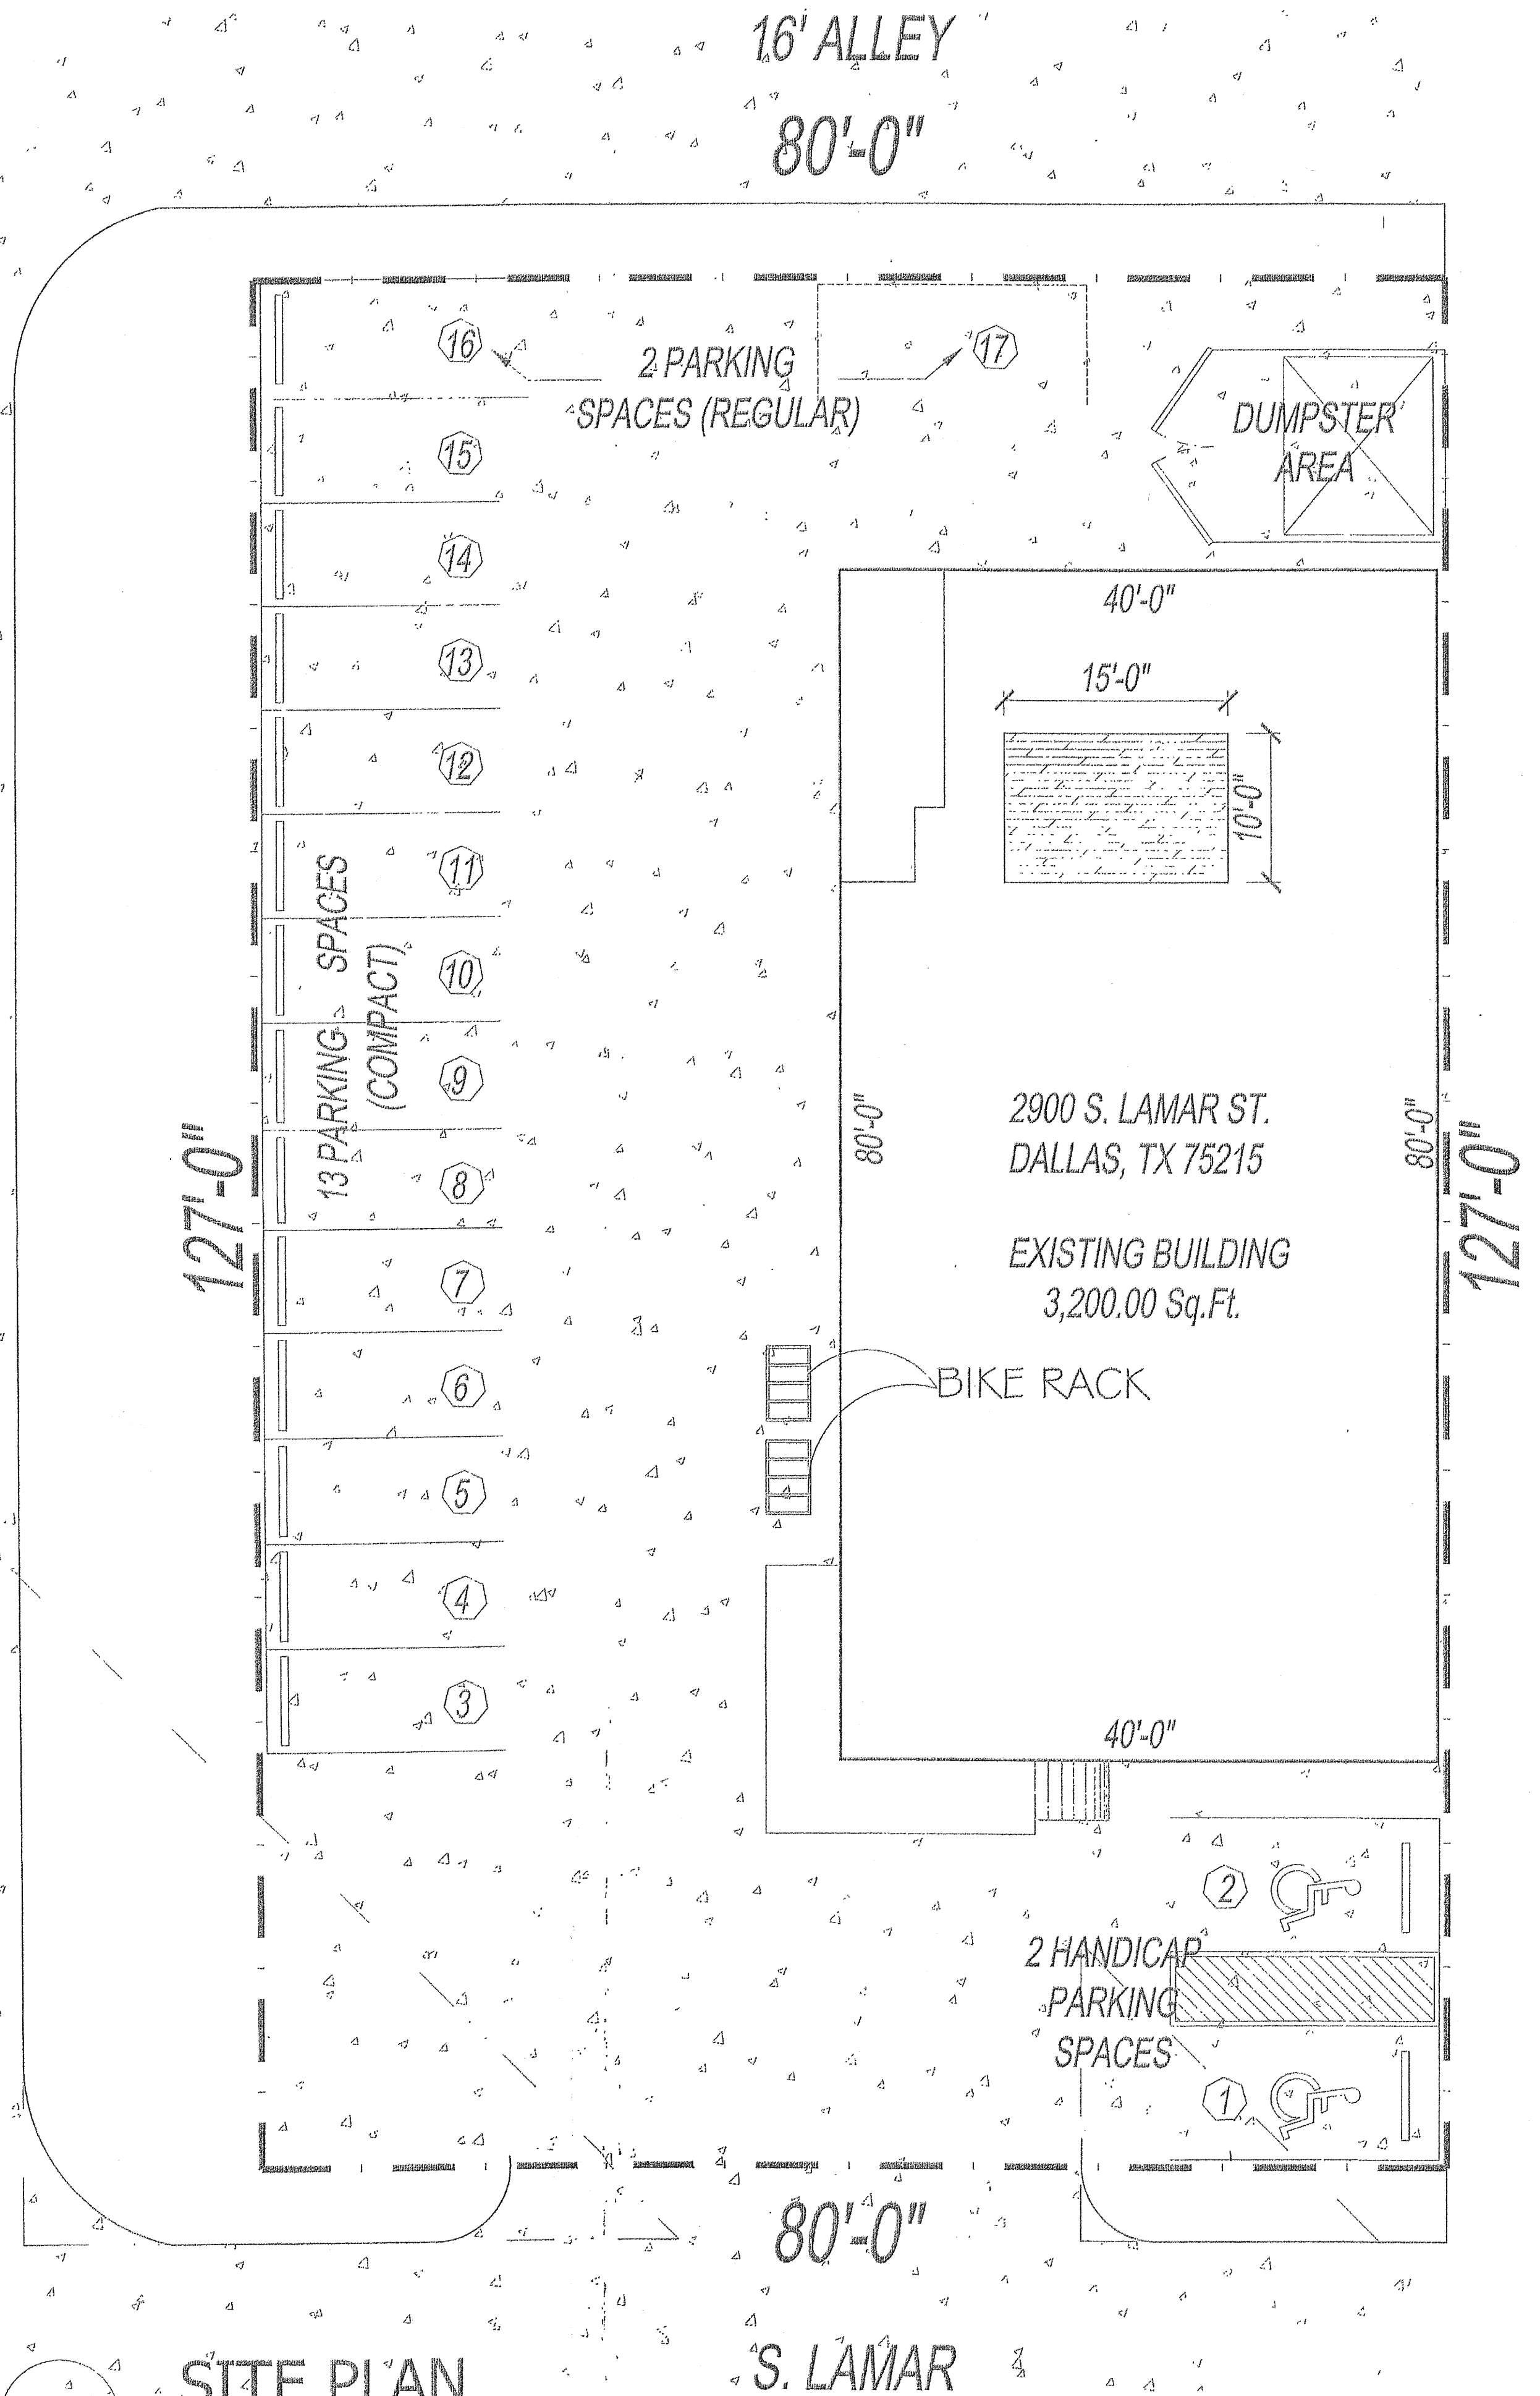 16' ALLEY
80'-0"
16
2 PARKING
SPACES (REGULAR)
17
DUMPSTER
AREA
15
14
13
12
11
10
9
8
7
6
5
4
3
13 PARKING SPACES
(COMPACT)
127'-0"
40'-0"
15'-0"
10'-0"
80'-0"
2900 S. LAMAR ST.
DALLAS, TX 75215
EXISTING BUILDING
3,200.00 Sq.Ft.
80'-0"
127'-0"
BIKE RACK
40'-0"
2
2 HANDICAP
PARKING
SPACES
1
80'-0"
S. LAMAR
SITE PLAN